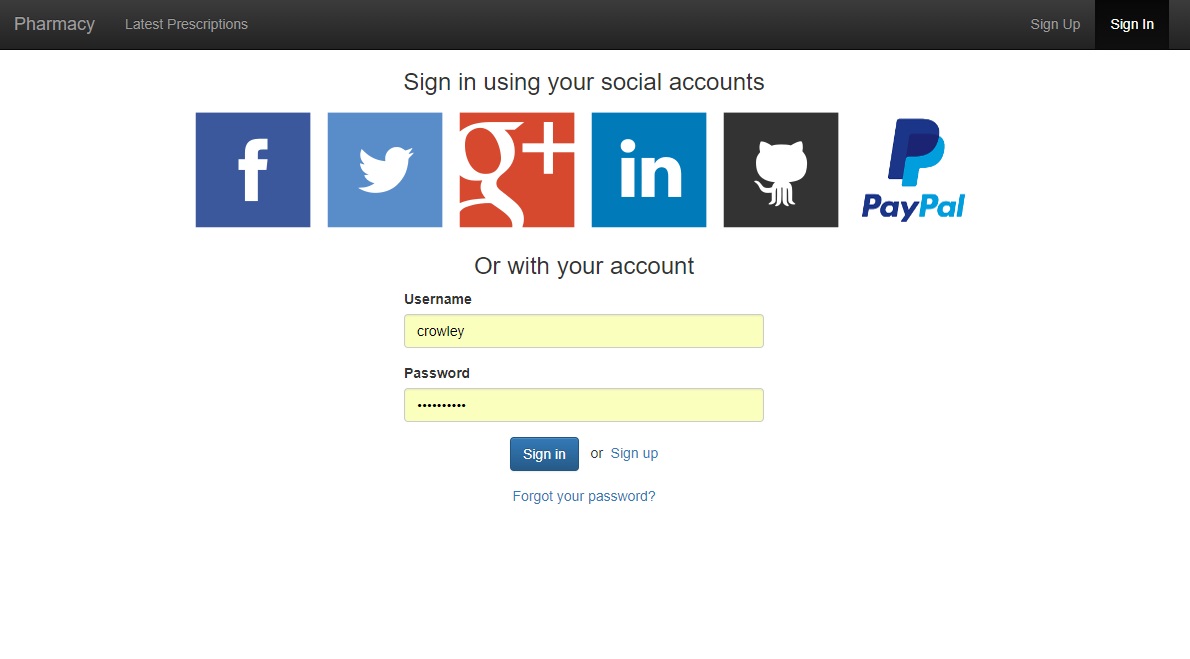 Pharmacy Latest Prescriptions Sign Up Sign In
Sign in using your social accounts
f g+ in PayPal
Or with your account
Username
crowley
Password
••••••••••
Sign in or Sign up
Forgot your password?